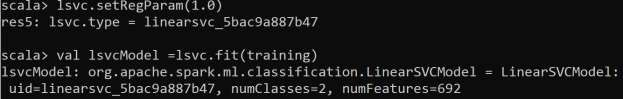 scala> lsvc.setRegParam(1.0)
res5: lsvc.type = linearsvc_5bac9a887b47
scala> val lsvcModel =lsvc.fit(training)
lsvcModel: org.apache.spark.ml.classification.LinearSVCModel = LinearSVCModel:
uid=linearsvc_5bac9a887b47, numClasses=2, numFeatures=692